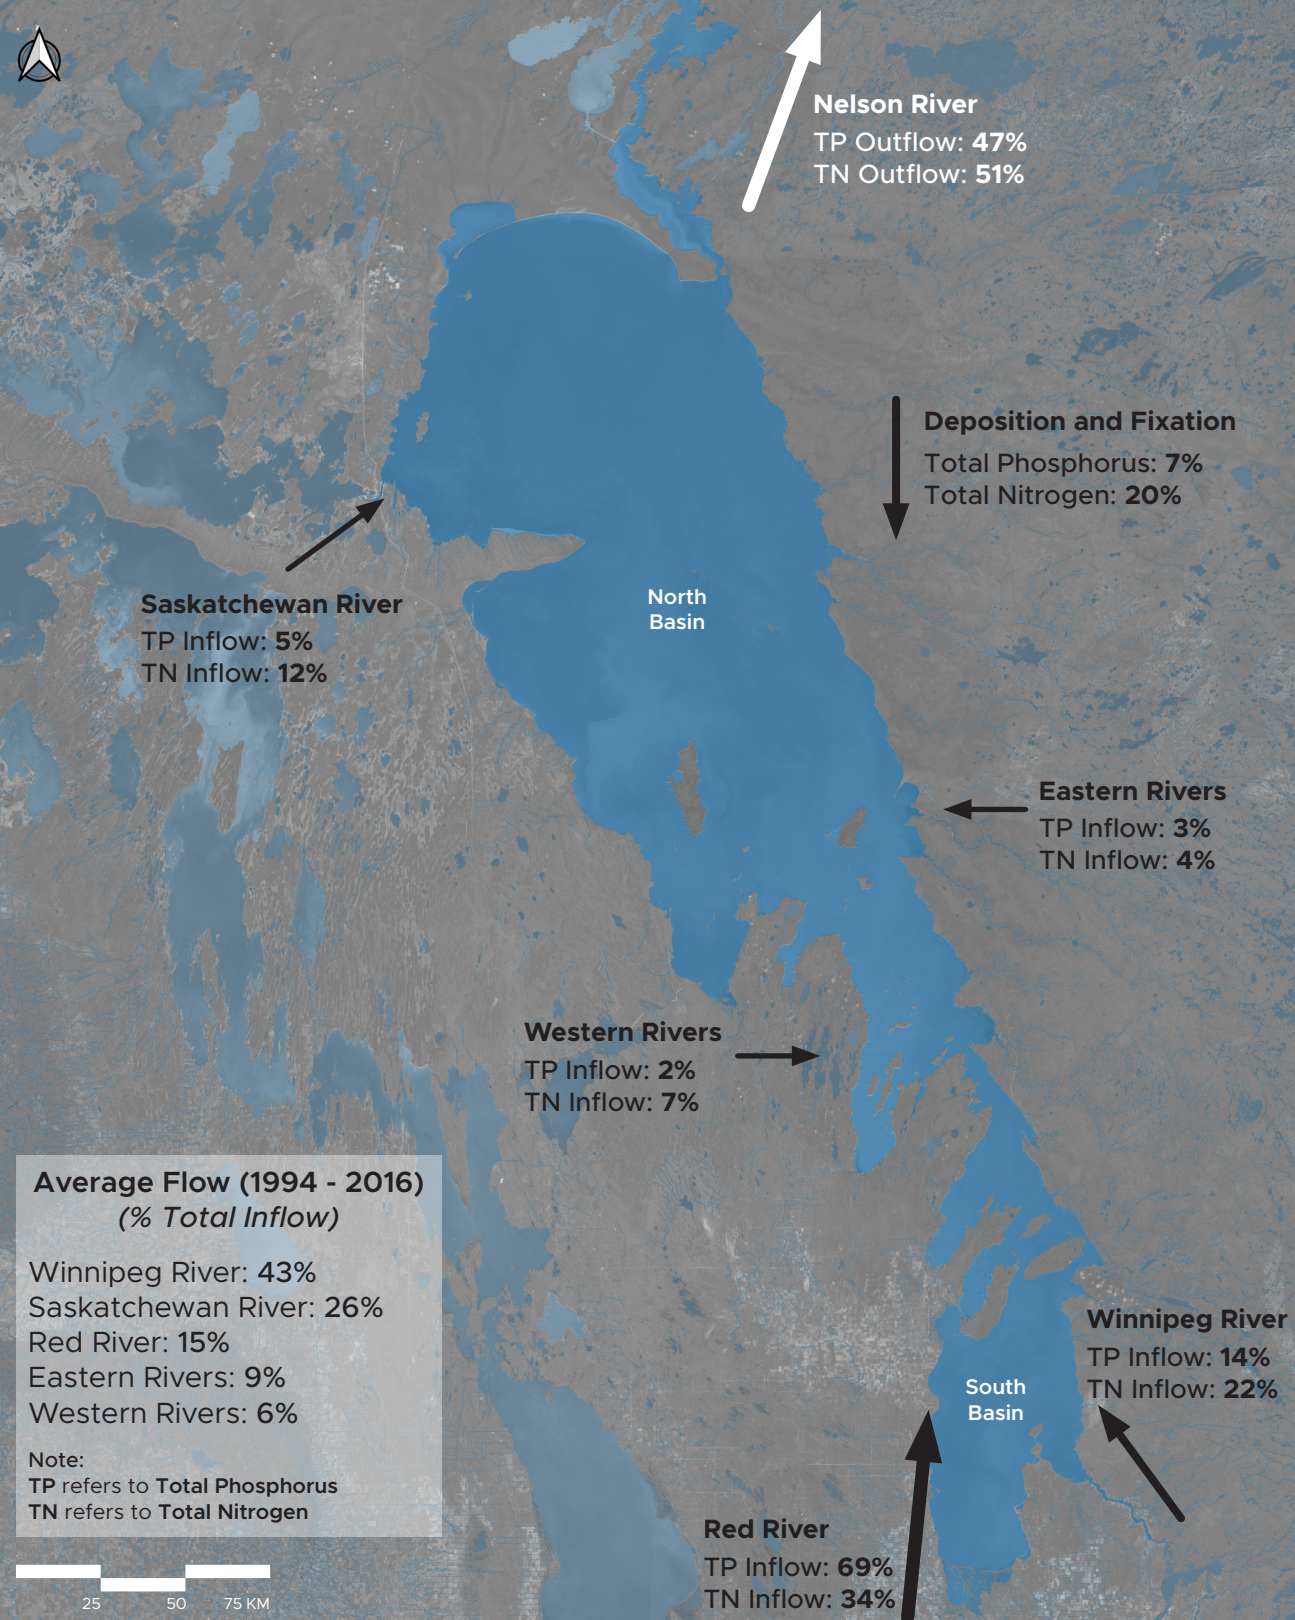 Nelson River
TP Outflow: 47%
TN Outflow: 51%
Deposition and Fixation
Total Phosphorus: 7%
Total Nitrogen: 20%
Saskatchewan River
TP Inflow: 5%
TN Inflow: 12%
North
Basin
Eastern Rivers
TP Inflow: 3%
TN Inflow: 4%
Western Rivers
TP Inflow: 2%
TN Inflow: 7%
Average Flow (1994 - 2016)
(% Total Inflow)
Winnipeg River: 43%
Saskatchewan River: 26%
Red River: 15%
Eastern Rivers: 9%
Western Rivers: 6%
Note:
TP refers to Total Phosphorus
TN refers to Total Nitrogen
Winnipeg River
TP Inflow: 14%
TN Inflow: 22%
South
Basin
Red River
TP Inflow: 69%
TN Inflow: 34%
25 50 75 KM